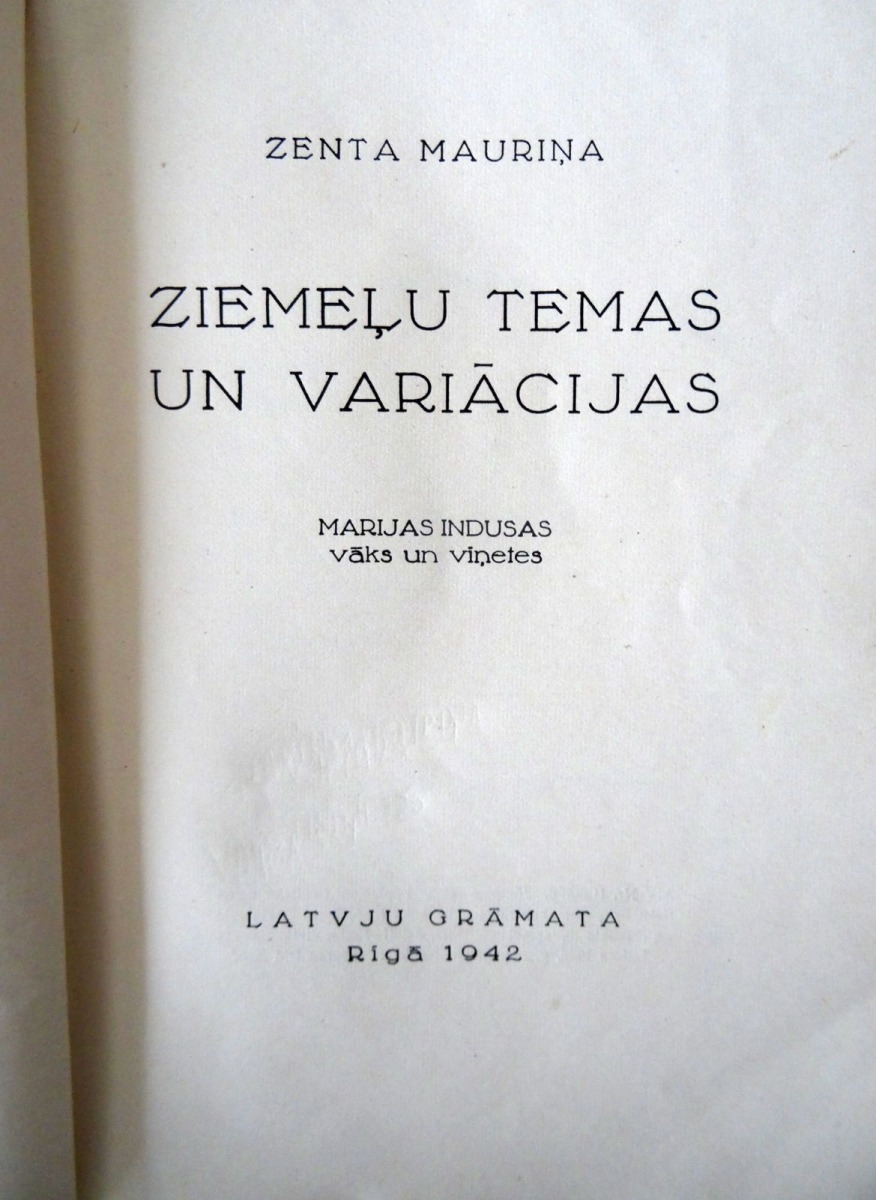 ZENTA MAURIŅA
ZIEMEĻU TEMAS
UN VARIĀCIJAS
MARIJAS INDUSAS
vāks un viņetes
LATVJU GRĀMATA
Rīgā 1942